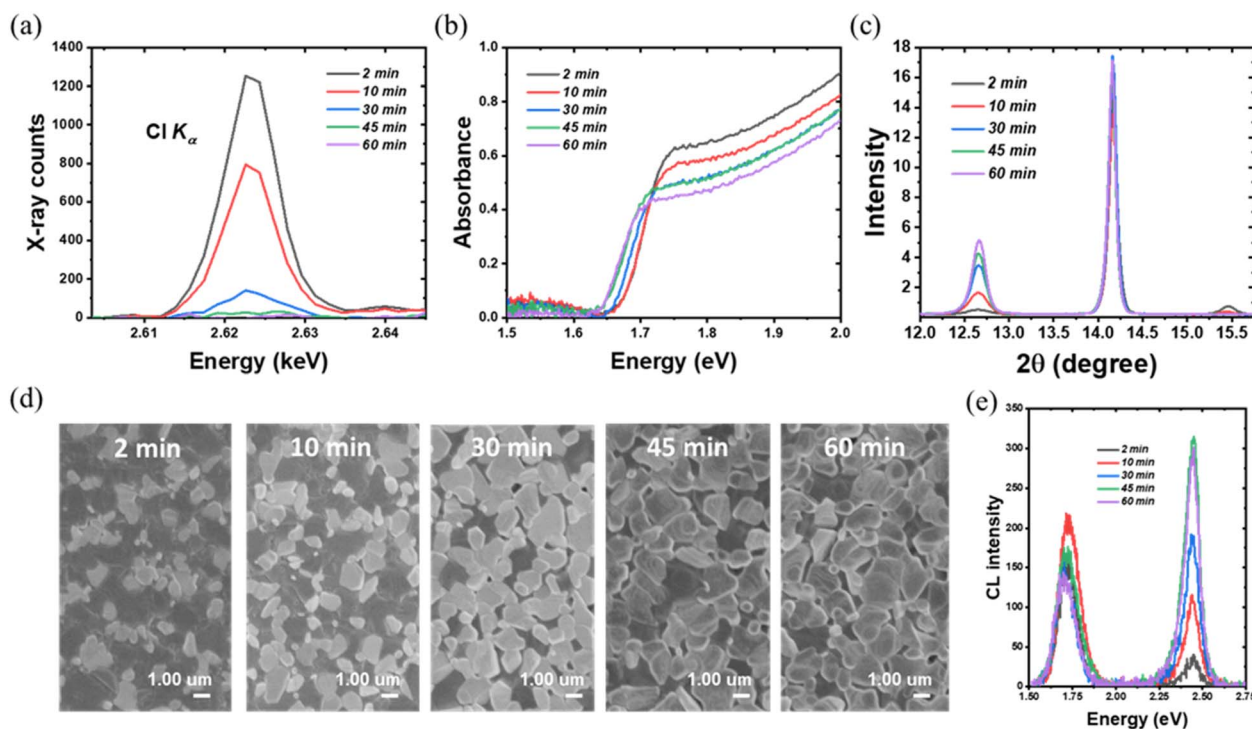 (a)
1400
1200
1000
800
600
400
200
0
X-ray counts
Cl Kα
2 min
10 min
30 min
45 min
60 min
2.61
2.62
2.63
2.64
Energy (keV)
(b)
1.0
0.8
0.6
0.4
0.2
0.0
Absorbance
2 min
10 min
30 min
45 min
60 min
1.5
1.6
1.7
1.8
1.9
2.0
Energy (eV)
(c)
18
16
14
12
10
8
6
4
2
Intensity
2 min
10 min
30 min
45 min
60 min
12.0
12.5
13.0
13.5
14.0
14.5
15.0
15.5
2θ (degree)
(d)
2 min
10 min
30 min
45 min
60 min
1.00 um
1.00 um
1.00 um
1.00 um
1.00 um
(e)
350
300
250
200
150
100
50
0
CL intensity
2 min
10 min
30 min
45 min
60 min
1.50
1.75
2.00
2.25
2.50
2.75
Energy (eV)